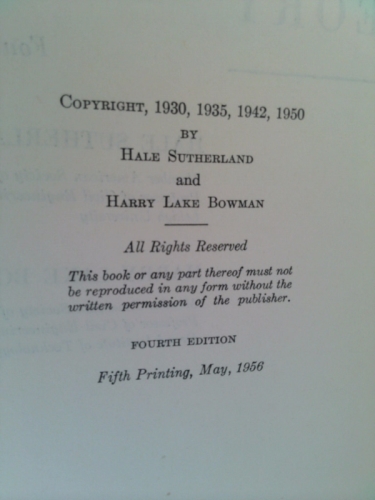 EORY
COPYRIGHT, 1930, 1935, 1942, 1950
BY
HALE SUTHERLAND
and
HARRY LAKE BOWMAN
All Rights Reserved
This book or any part thereof must not
be reproduced in any form without the
written permission of the publisher.
FOURTH EDITION
Fifth Printing, May, 1956